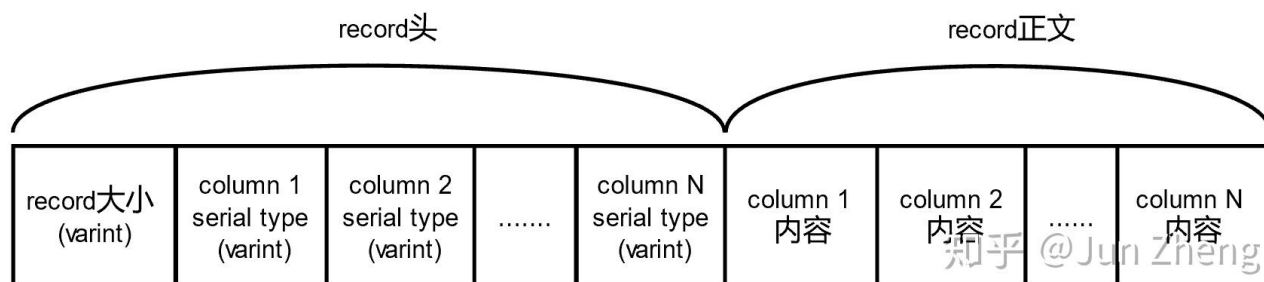 record头
record正文
record大小
(varint)
column 1
serial type
(varint)
column 2
serial type
(varint)
.......
column N
serial type
(varint)
column 1
内容
column 2
内容
......
column N
内容
知乎 @Jun Zheng